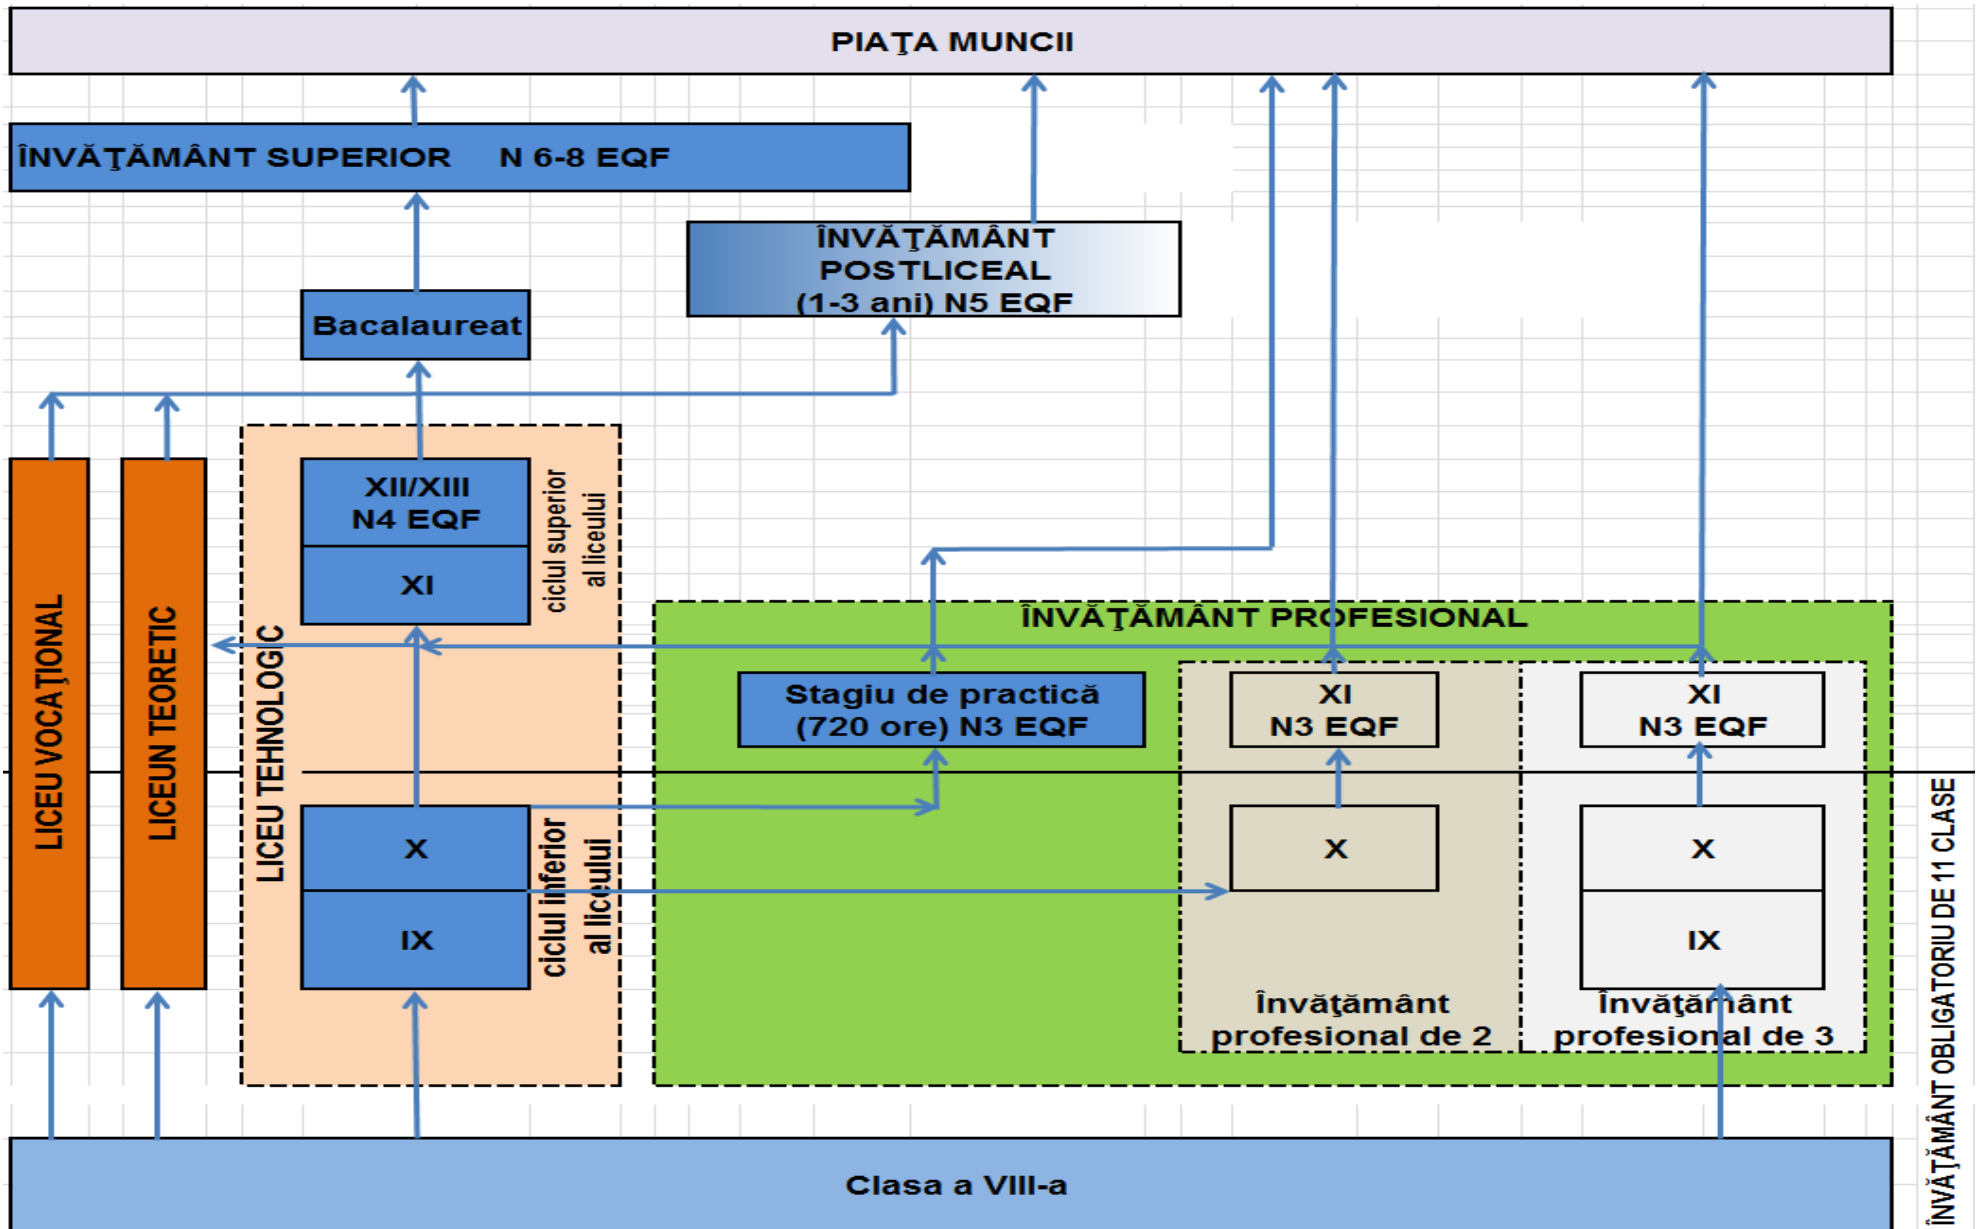 PIAŢA MUNCII
ÎNVĂŢĂMÂNT SUPERIOR N 6-8 EQF
ÎNVĂŢĂMÂNT
POSTLICEAL
(1-3 ani) N5 EQF
Bacalaureat
LICEU VOCAŢIONAL
LICEUN TEORETIC
LICEU TEHNOLOGIC
XII/XIII
N4 EQF
XI
ciclul superior
al liceului
X
IX
ciclul inferior
al liceului
ÎNVĂŢĂMÂNT PROFESIONAL
Stagiu de practică
(720 ore) N3 EQF
XI
N3 EQF
X
Învăţământ
profesional de 2
XI
N3 EQF
X
IX
Învăţământ
profesional de 3
ÎNVĂŢĂMÂNT OBLIGATORIU DE 11 CLASE
Clasa a VIII-a